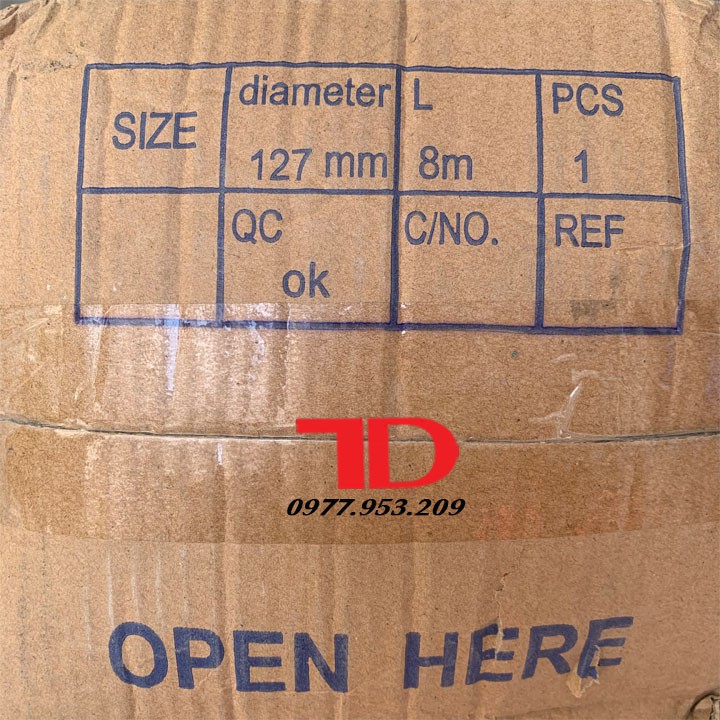 SIZE
diameter
127 mm
L
8m
PCS
1
QC
ok
C/NO.
REF
TD
0977.953.209
OPEN HERE